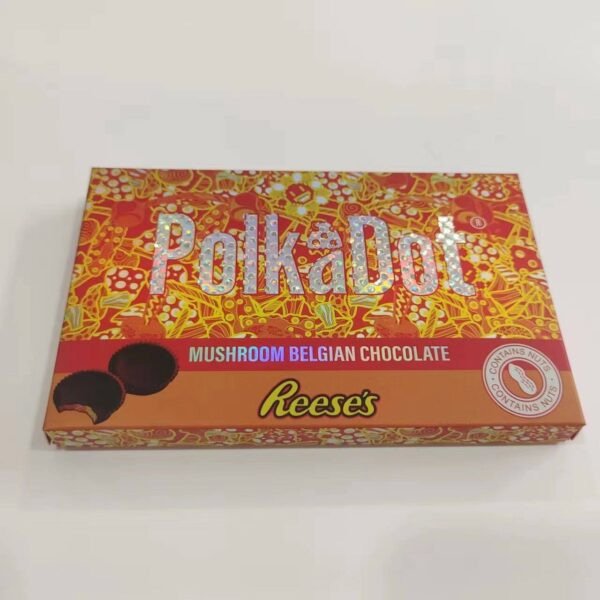 PolkaDot®
MUSHROOM BELGIAN CHOCOLATE
Reese's
CONTAINS NUTS
CONTAINS NUTS